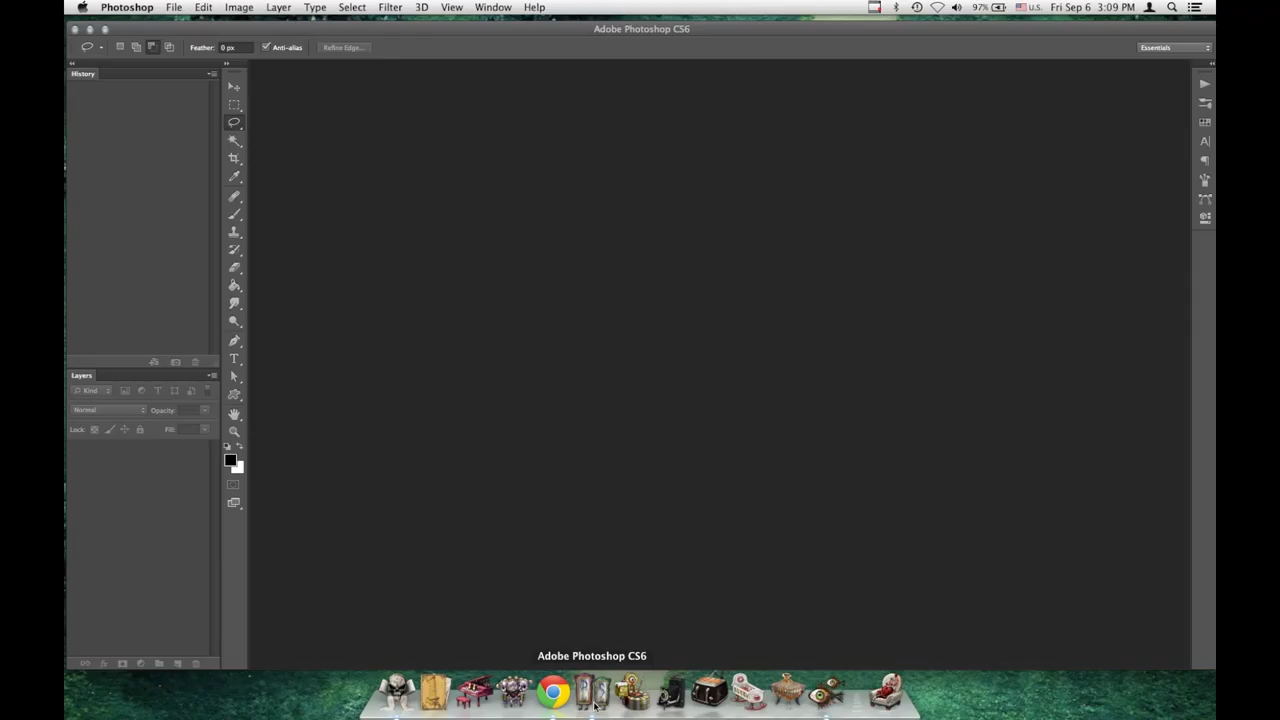 Photoshop File Edit Image Layer Type Select Filter 3D View Window Help 97% U.S. Fri Sep 6 3:09 PM
Adobe Photoshop CS6
Feather: 0 px Anti-alias Refine Edge... Essentials
History
Layers
Kind
Normal Opacity:
Lock: Fill:
Adobe Photoshop CS6